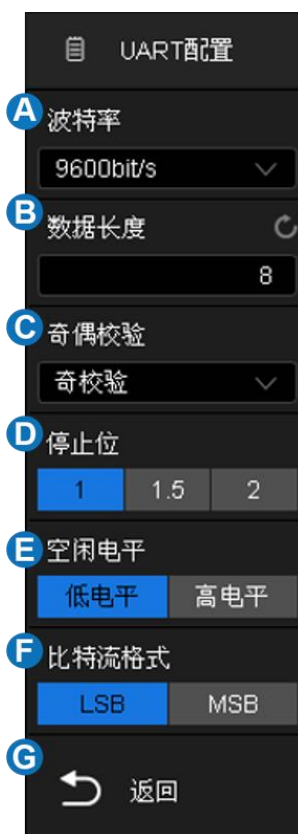 UART配置
A
波特率
9600bit/s
B
数据长度
8
C
奇偶校验
奇校验
D
停止位
1 1.5 2
E
空闲电平
低电平 高电平
F
比特流格式
LSB MSB
G
返回